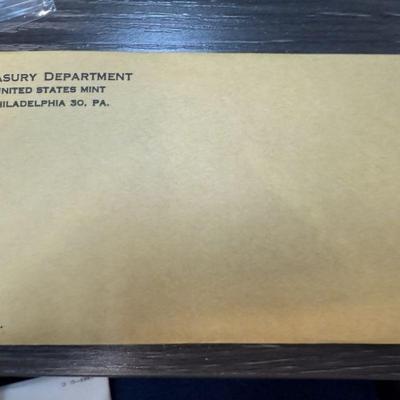 ASURY DEPARTMENT
UNITED STATES MINT
HILADELPHIA 30, PA.